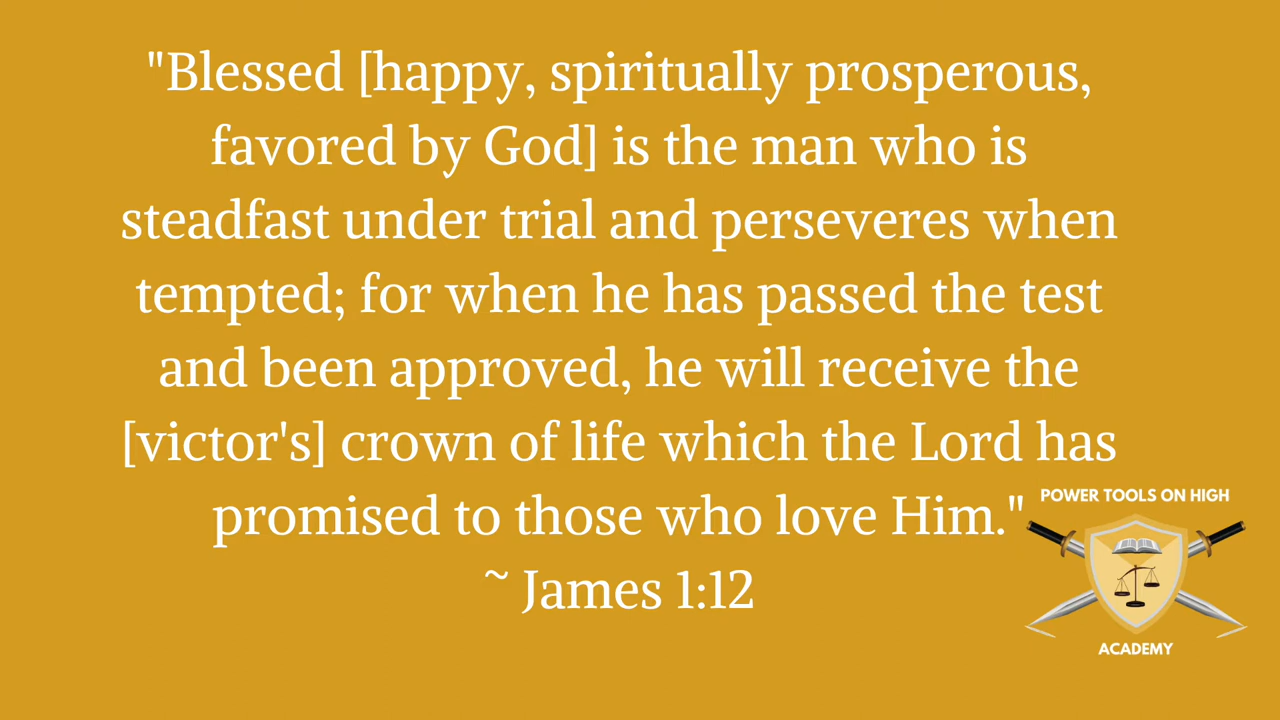 "Blessed [happy, spiritually prosperous,
favored by God] is the man who is
steadfast under trial and perseveres when
tempted; for when he has passed the test
and been approved, he will receive the
[victor's] crown of life which the Lord has
promised to those who love Him."
~ James 1:12
POWER TOOLS ON HIGH
ACADEMY